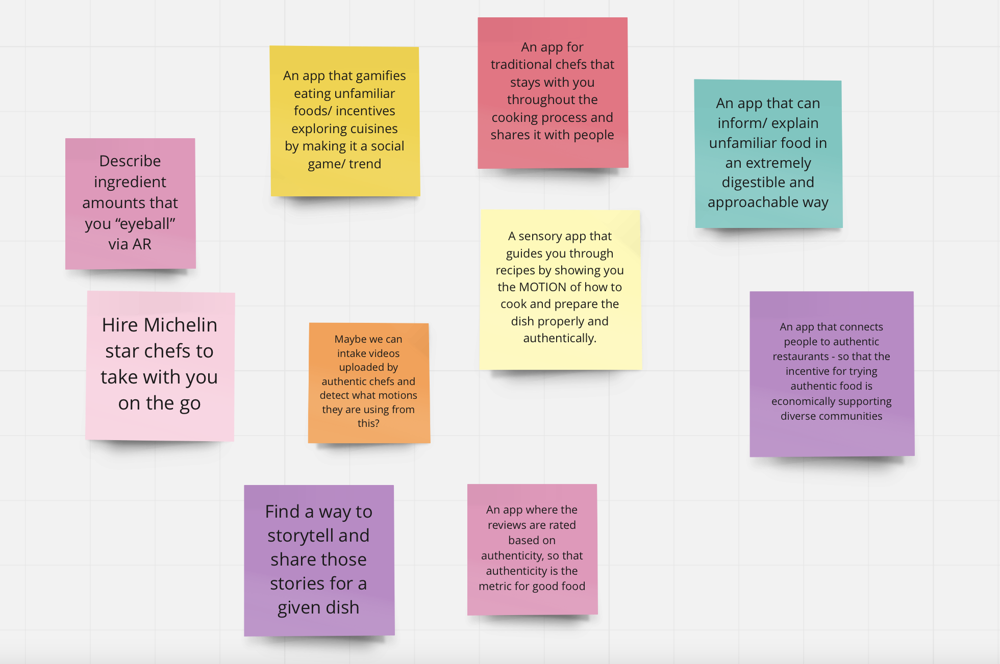 An app for
traditional chefs that
stays with you
throughout the
cooking process and
shares it with people
An app that gamifies
eating unfamiliar
foods/ incentives
exploring cuisines
by making it a social
game/ trend
An app that can
inform/ explain
unfamiliar food in
an extremely
digestible and
approachable way
Describe
ingredient
amounts that
you “eyeball”
via AR
A sensory app that
guides you through
recipes by showing you
the MOTION of how to
cook and prepare the
dish properly and
authentically.
Hire Michelin
star chefs to
take with you
on the go
Maybe we can
intake videos
uploaded by
authentic chefs and
detect what motions
they are using from
this?
An app that connects
people to authentic
restaurants - so that the
incentive for trying
authentic food is
economically supporting
diverse communities
Find a way to
storytell and
share those
stories for a
given dish
An app where the
reviews are rated
based on
authenticity, so that
authenticity is the
metric for good food